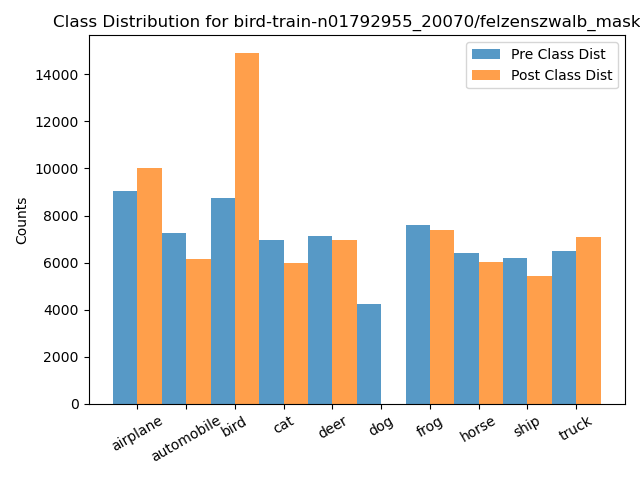 Class Distribution for bird-train-n01792955_20070/felzenszwalb_mask
Pre Class Dist
Post Class Dist
Counts
14000
12000
10000
8000
6000
4000
2000
0
airplane
automobile
bird
cat
deer
dog
frog
horse
ship
truck